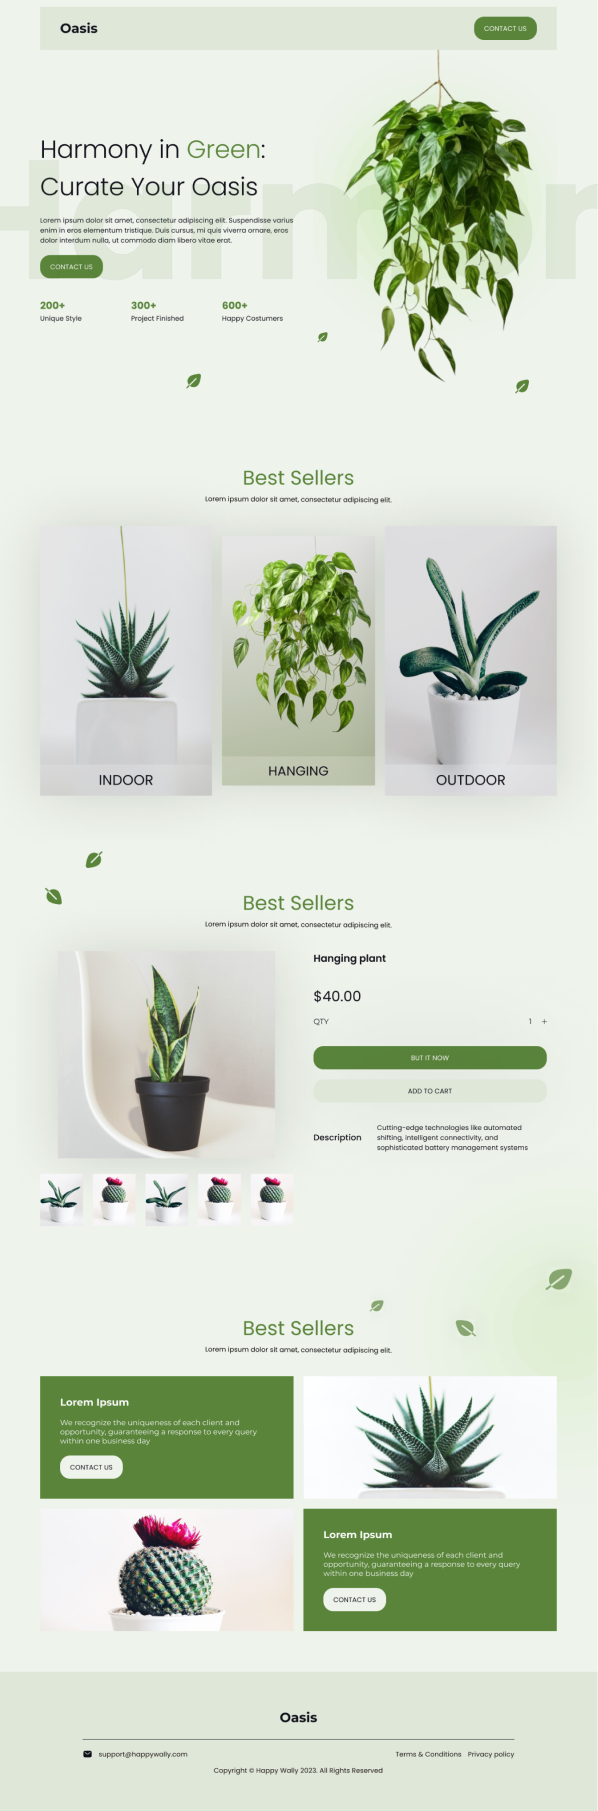 Oasis
CONTACT US
Harmony in Green:
Curate Your Oasis
Lorem ipsum dolor sit amet, consectetur adipiscing elit. Suspendisse varius
enim in eros elementum tristique. Duis cursus, mi quis viverra ornare, eros
dolor interdum nulla, ut commodo diam libero vitae erat.
CONTACT US
200+ 300+ 600+
Unique Style Project Finished Happy Costumers
Best Sellers
Lorem ipsum dolor sit amet, consectetur adipiscing elit.
INDOOR
HANGING
OUTDOOR
Best Sellers
Lorem ipsum dolor sit amet, consectetur adipiscing elit.
Hanging plant
$40.00
QTY 1 +
BUT IT NOW
ADD TO CART
Description
Cutting-edge technologies like automated
shifting, intelligent connectivity, and
sophisticated battery management systems
Best Sellers
Lorem ipsum dolor sit amet, consectetur adipiscing elit.
Lorem Ipsum
We recognize the uniqueness of each client and
opportunity, guaranteeing a response to every query
within one business day
CONTACT US
Lorem Ipsum
We recognize the uniqueness of each client and
opportunity, guaranteeing a response to every query
within one business day
CONTACT US
Oasis
support@happywally.com
Terms & Conditions Privacy policy
Copyright © Happy Wally 2023. All Rights Reserved